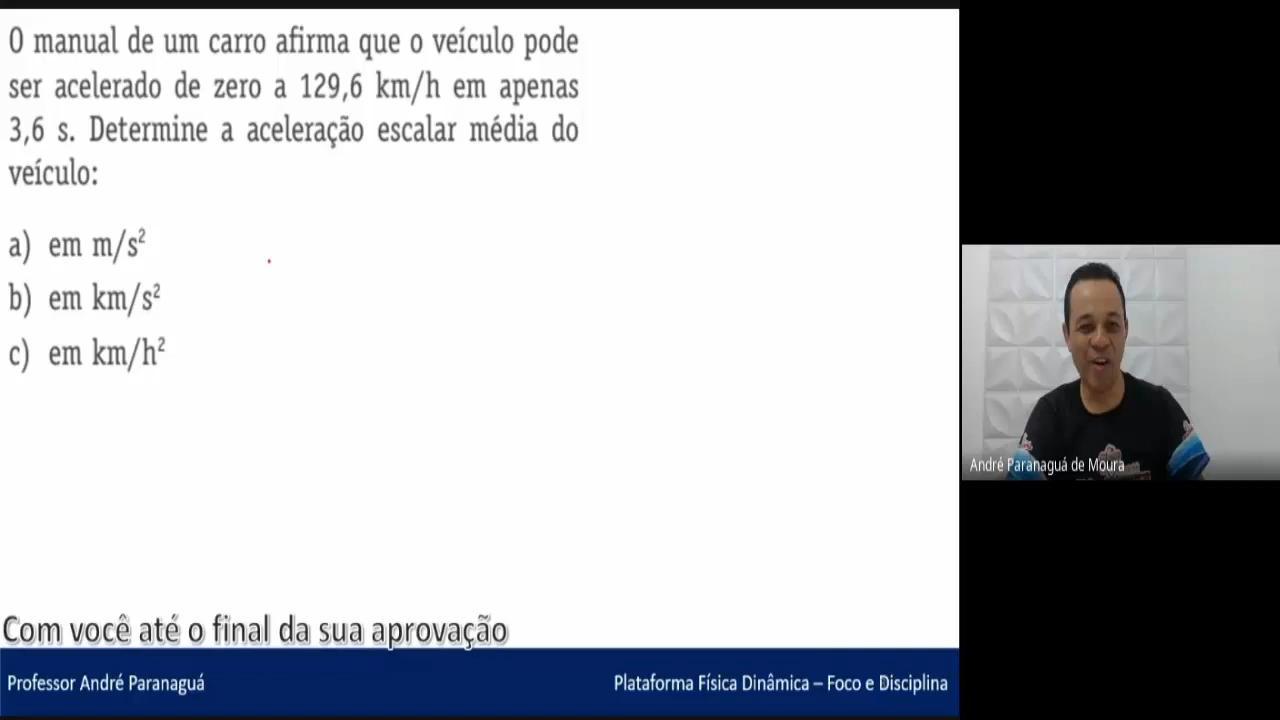 O manual de um carro afirma que o veículo pode
ser acelerado de zero a 129,6 km/h em apenas
3,6 s. Determine a aceleração escalar média do
veículo:
a) em m/s²
b) em km/s²
c) em km/h²
André Paranaguá de Moura
Com você até o final da sua aprovação
Professor André Paranaguá
Plataforma Física Dinâmica – Foco e Disciplina